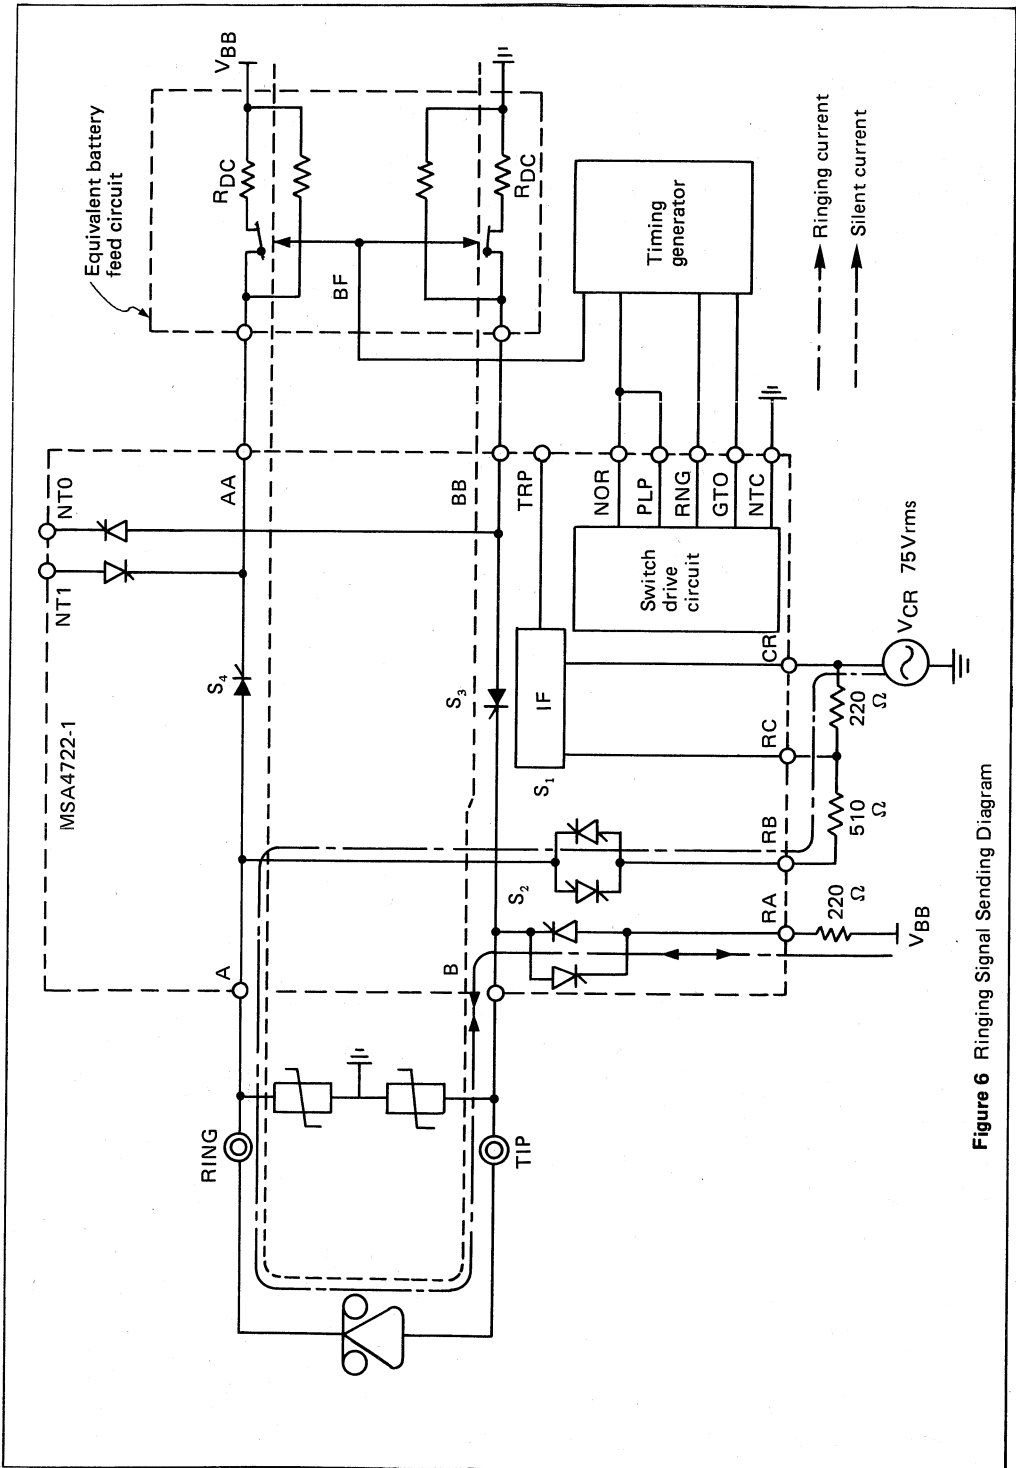 Equivalent battery
feed circuit
VBB
RDC
RDC
BF
Timing
generator
Ringing current
Silent current
NT0
NT1
AA
BB
TRP
NOR
PLP
RNG
GTO
NTC
MSA4722-1
S4
S3
Switch
drive
circuit
IF
S1
CR
VCR 75Vrms
220
Ω
RC
510
Ω
RB
S2
RA
220
Ω
VBB
A
B
RING
TIP
Figure 6 Ringing Signal Sending Diagram